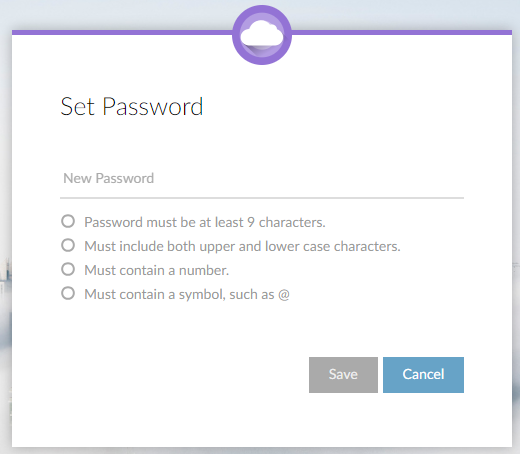 Set Password
New Password
Password must be at least 9 characters.
Must include both upper and lower case characters.
Must contain a number.
Must contain a symbol, such as @
Save Cancel